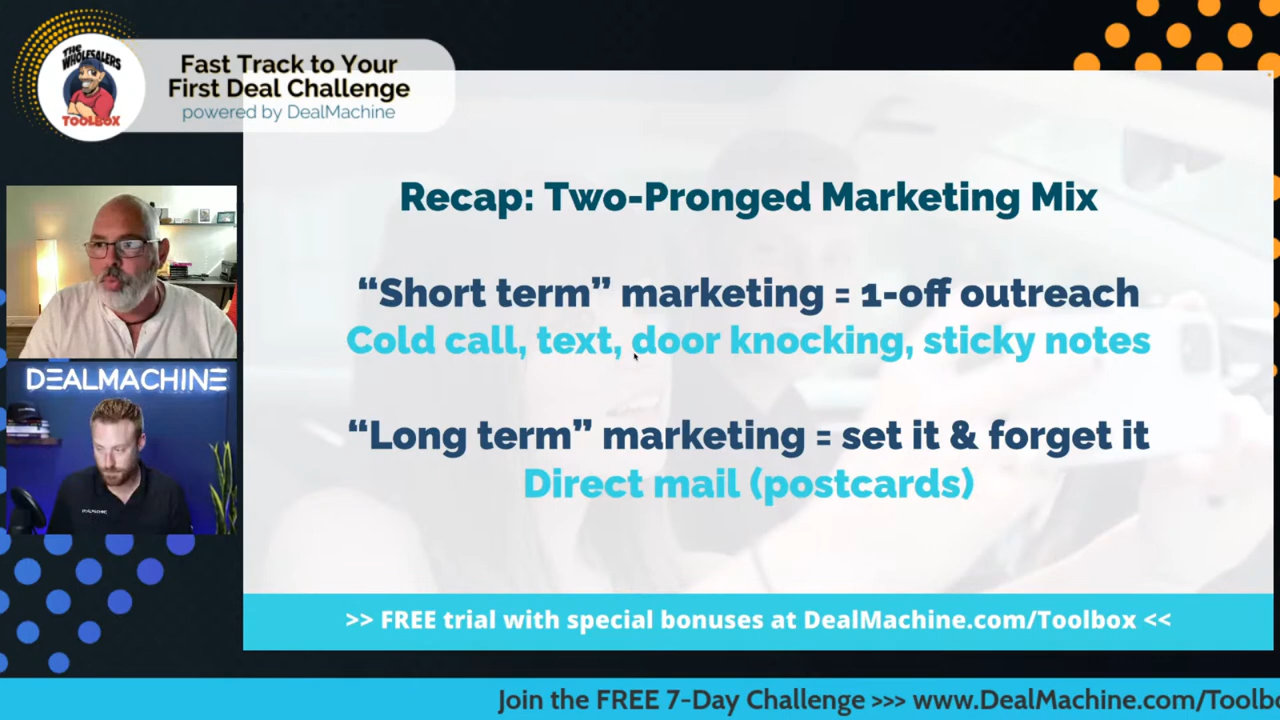 THE
WHOLESALERS
TOOLBOX
Fast Track to Your
First Deal Challenge
powered by DealMachine
Recap: Two-Pronged Marketing Mix
“Short term” marketing = 1-off outreach
Cold call, text, door knocking, sticky notes
“Long term” marketing = set it & forget it
Direct mail (postcards)
DEALMACHINE
>> FREE trial with special bonuses at DealMachine.com/Toolbox <<
Join the FREE 7-Day Challenge >>> www.DealMachine.com/Toolbo